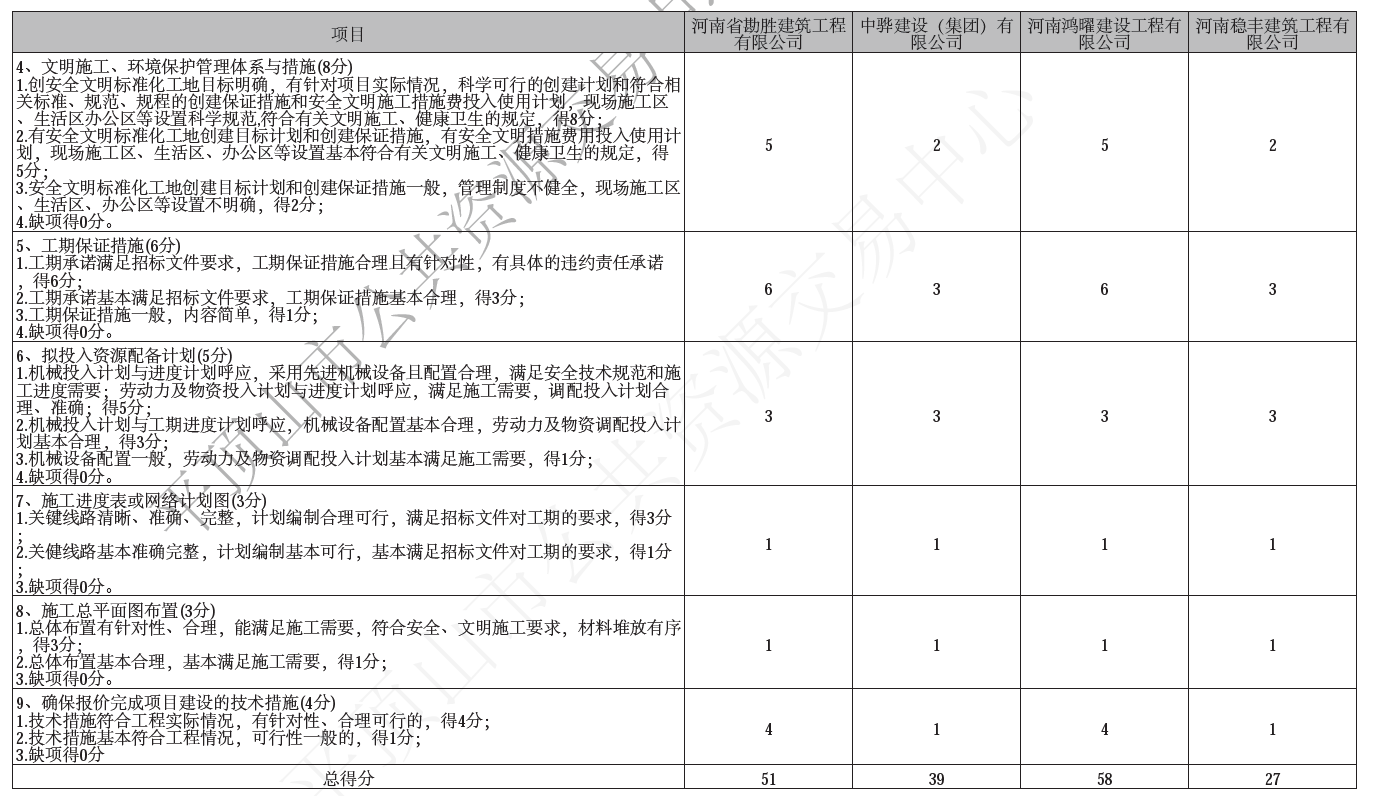 项目
河南省勘胜建筑工程
有限公司
中骅建设（集团）有
限公司
河南鸿曜建设工程有
限公司
河南稳丰建筑工程有
限公司
4、文明施工、环境保护管理体系与措施(8分)
1.创安全文明标准化工地目标明确，有针对项目实际情况，科学可行的创建计划和符合相
关标准、规范、规程的创建保证措施和安全文明施工措施费投入使用计划，现场施工区
、生活区办公区等设置科学规范,符合有关文明施工、健康卫生的规定，得8分；
2.有安全文明标准化工地创建目标计划和创建保证措施，有安全文明措施费用投入使用计
划，现场施工区、生活区、办公区等设置基本符合有关文明施工、健康卫生的规定，得
5分；
3.安全文明标准化工地创建目标计划和创建保证措施一般，管理制度不健全，现场施工区
、生活区、办公区等设置不明确，得2分；
4.缺项得0分。
5
2
5
2
5、工期保证措施(6分)
1.工期承诺满足招标文件要求，工期保证措施合理且有针对性，有具体的违约责任承诺
，得6分；
2.工期承诺基本满足招标文件要求，工期保证措施基本合理，得3分；
3.工期保证措施一般，内容简单，得1分；
4.缺项得0分。
6
3
6
3
6、拟投入资源配备计划(5分)
1.机械投入计划与进度计划呼应，采用先进机械设备且配置合理，满足安全技术规范和施
工进度需要；劳动力及物资投入计划与进度计划呼应，满足施工需要，调配投入计划合
理、准确；得5分；
2.机械投入计划与工期进度计划呼应，机械设备配置基本合理，劳动力及物资调配投入计
划基本合理，得3分；
3.机械设备配置一般，劳动力及物资调配投入计划基本满足施工需要，得1分；
4.缺项得0分。
3
3
3
3
7、施工进度表或网络计划图(3分)
1.关键线路清晰、准确、完整，计划编制合理可行，满足招标文件对工期的要求，得3分
；
2.关健线路基本准确完整，计划编制基本可行，基本满足招标文件对工期的要求，得1分
；
3.缺项得0分。
1
1
1
1
8、施工总平面图布置(3分)
1.总体布置有针对性、合理，能满足施工需要，符合安全、文明施工要求，材料堆放有序
，得3分；
2.总体布置基本合理，基本满足施工需要，得1分；
3.缺项得0分。
1
1
1
1
9、确保报价完成项目建设的技术措施(4分)
1.技术措施符合工程实际情况，有针对性、合理可行的，得4分；
2.技术措施基本符合工程情况，可行性一般的，得1分；
3.缺项得0分
4
1
4
1
总得分
51
39
58
27
平顶山市公共资源交易中
平顶山市公共资源交易中心